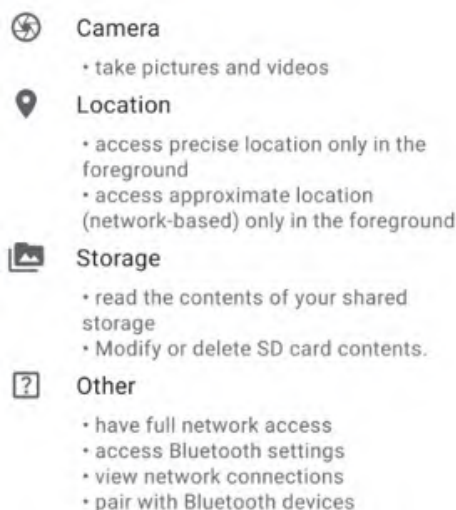 Camera
• take pictures and videos
Location
• access precise location only in the
foreground
• access approximate location
(network-based) only in the foreground
Storage
• read the contents of your shared
storage
• Modify or delete SD card contents.
Other
• have full network access
• access Bluetooth settings
• view network connections
• pair with Bluetooth devices